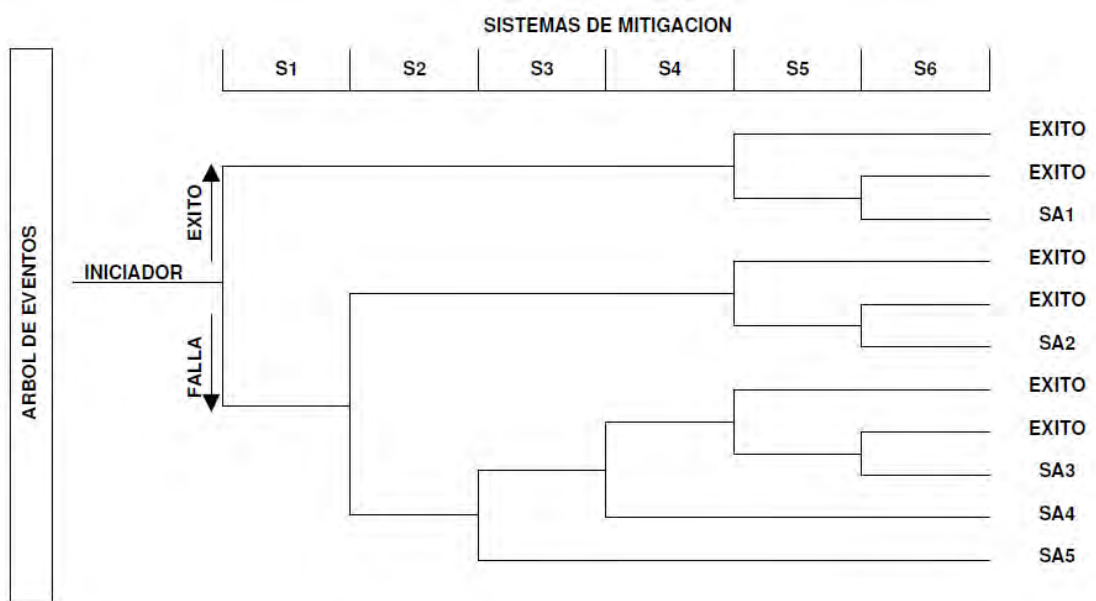 SISTEMAS DE MITIGACION
S1 S2 S3 S4 S5 S6
EXITO
EXITO
SA1
EXITO
INICIADOR
FALLA
ARBOL DE EVENTOS
EXITO
EXITO
SA2
EXITO
EXITO
SA3
SA4
SA5